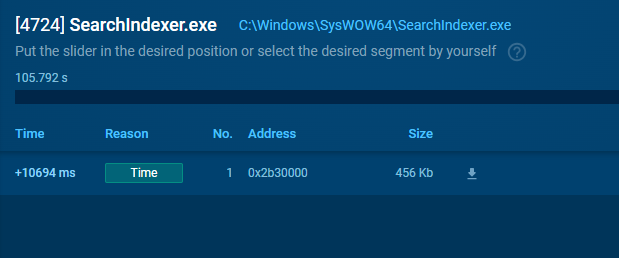 [4724] SearchIndexer.exe C:\Windows\SysWOW64\SearchIndexer.exe
Put the slider in the desired position or select the desired segment by yourself ?
105.792 s
Time Reason No. Address Size
+10694 ms Time 1 0x2b30000 456 Kb